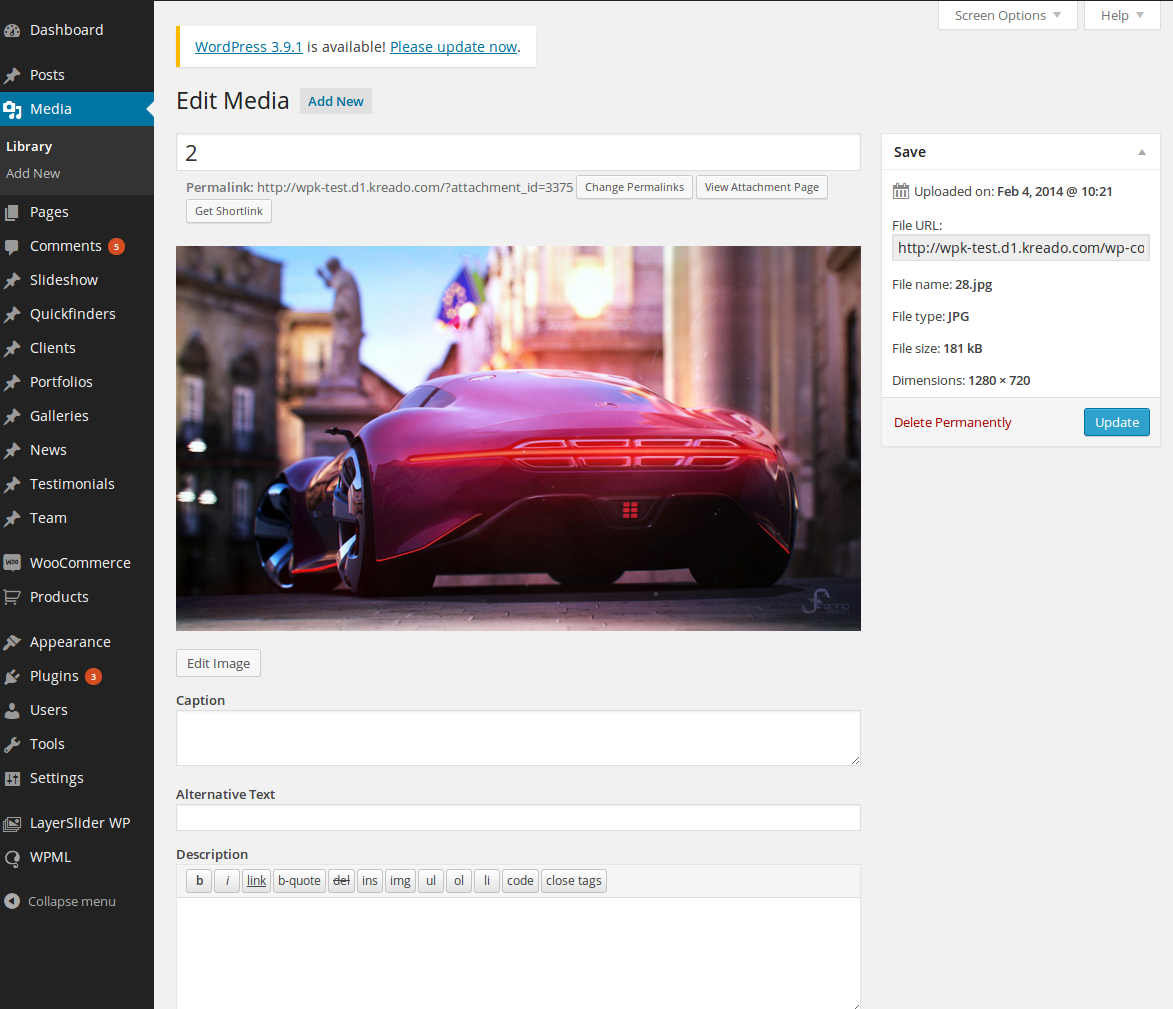 Screen Options
Help
WordPress 3.9.1 is available! Please update now.
Edit Media
Add New
2
Permalink: http://wpk-test.d1.kreado.com/?attachment_id=3375
Change Permalinks
View Attachment Page
Get Shortlink
Edit Image
Caption
Alternative Text
Description
b
i
link
b-quote
del
ins
img
ul
ol
li
code
close tags
Save
Uploaded on: Feb 4, 2014 @ 10:21
File URL:
http://wpk-test.d1.kreado.com/wp-co
File name: 28.jpg
File type: JPG
File size: 181 kB
Dimensions: 1280 × 720
Delete Permanently
Update
Dashboard
Posts
Media
Library
Add New
Pages
Comments 5
Slideshow
Quickfinders
Clients
Portfolios
Galleries
News
Testimonials
Team
WOO
WooCommerce
Products
Appearance
Plugins 3
Users
Tools
Settings
LayerSlider WP
WPML
Collapse menu